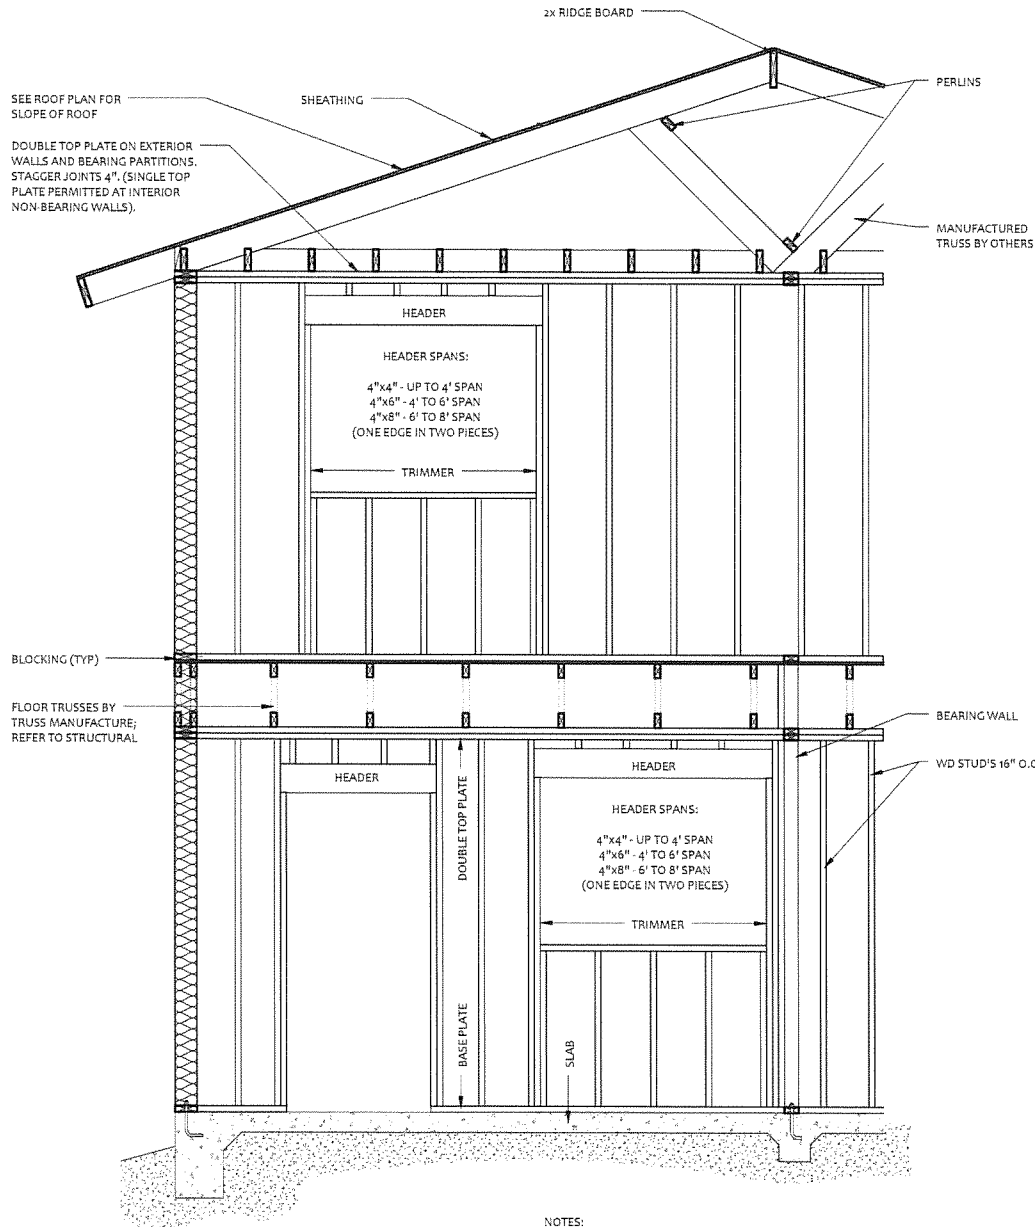 2X RIDGE BOARD
SEE ROOF PLAN FOR
SLOPE OF ROOF
SHEATHING
PERLINS
DOUBLE TOP PLATE ON EXTERIOR
WALLS AND BEARING PARTITIONS.
STAGGER JOINTS 4". (SINGLE TOP
PLATE PERMITTED AT INTERIOR
NON-BEARING WALLS).
MANUFACTURED
TRUSS BY OTHERS
HEADER
HEADER SPANS:
4"X4" - UP TO 4' SPAN
4"X6" - 4' TO 6' SPAN
4"X8" - 6' TO 8' SPAN
(ONE EDGE IN TWO PIECES)
TRIMMER
BLOCKING (TYP)
FLOOR TRUSSES BY
TRUSS MANUFACTURE;
REFER TO STRUCTURAL
BEARING WALL
WD STUD'S 16" O.C
HEADER
DOUBLE TOP PLATE
HEADER
HEADER SPANS:
4"X4" - UP TO 4' SPAN
4"X6" - 4' TO 6' SPAN
4"X8" - 6' TO 8' SPAN
(ONE EDGE IN TWO PIECES)
TRIMMER
BASE PLATE
SLAB
NOTES: